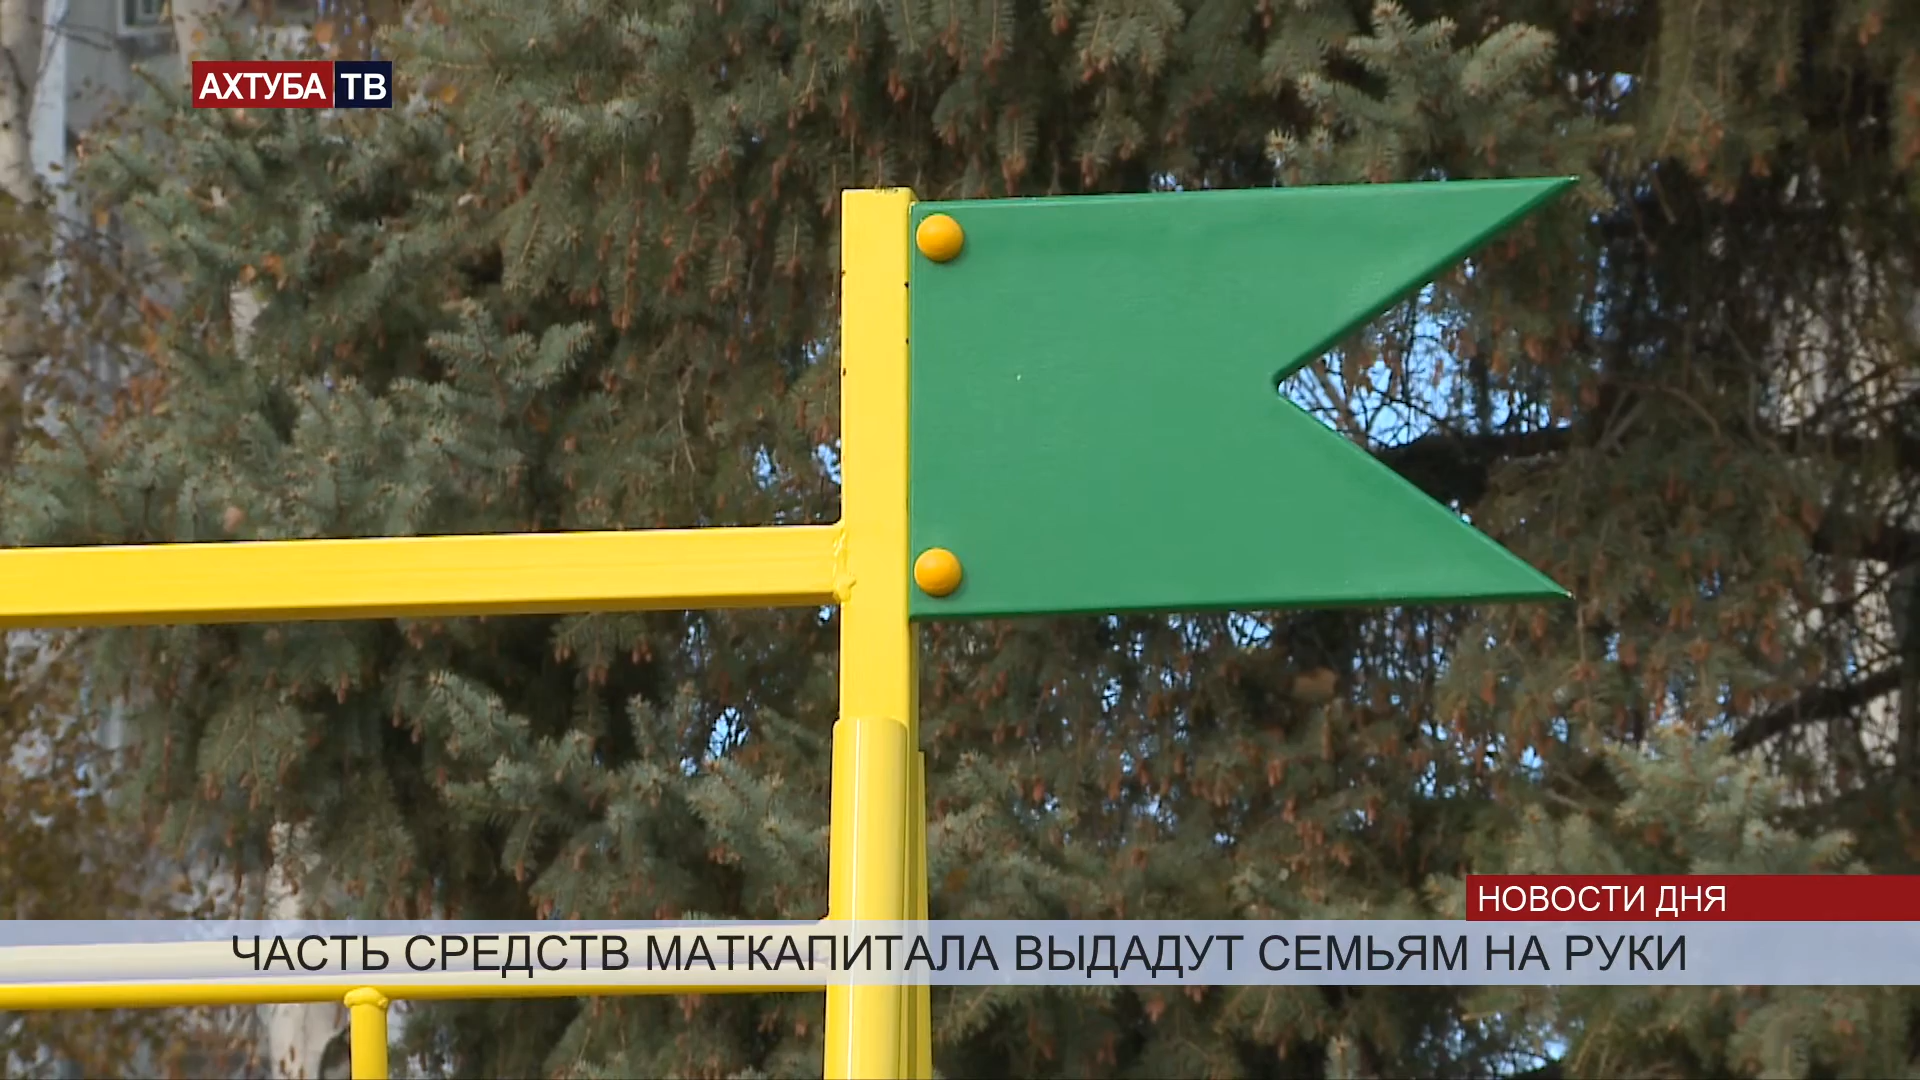 АХТУБА ТВ
НОВОСТИ ДНЯ
ЧАСТЬ СРЕДСТВ МАТКАПИТАЛА ВЫДАДУТ СЕМЬЯМ НА РУКИ